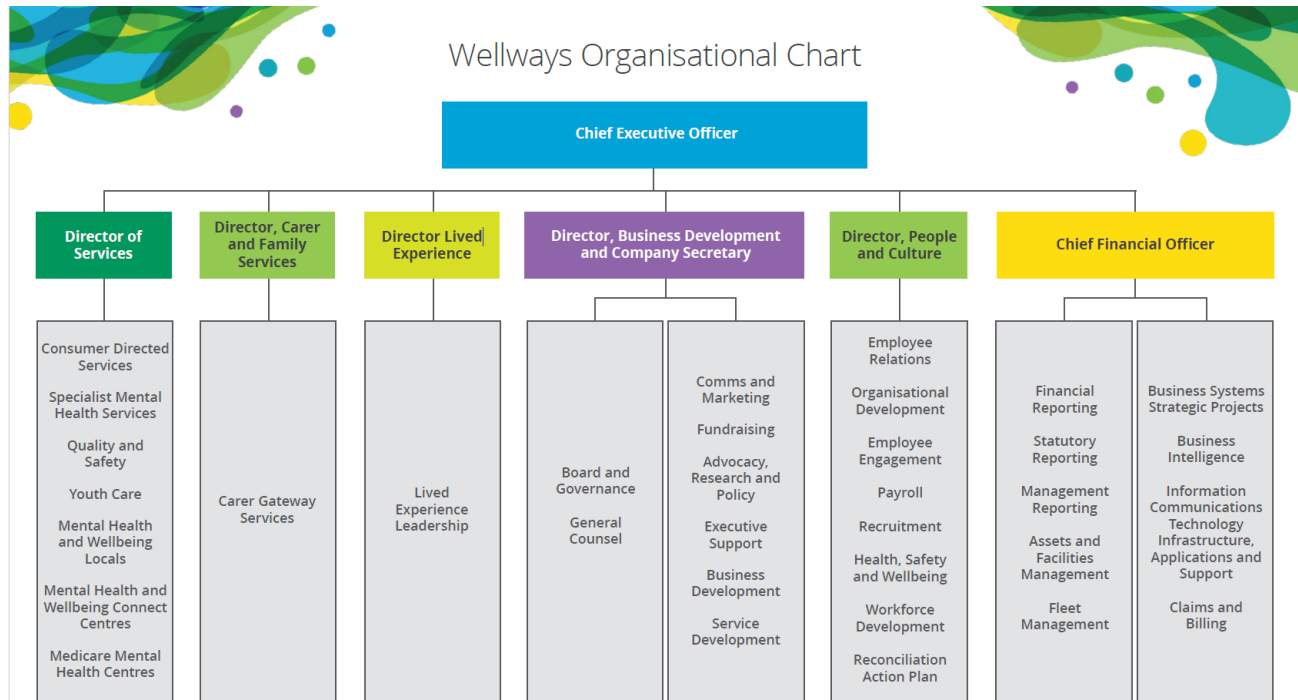 Wellways Organisational Chart
Chief Executive Officer
Director of
Services
Director, Carer
and Family
Services
Director Lived
Experience
Director, Business Development
and Company Secretary
Director, People
and Culture
Chief Financial Officer
Consumer Directed
Services
Specialist Mental
Health Services
Quality and
Safety
Youth Care
Mental Health
and Wellbeing
Locals
Mental Health and
Wellbeing Connect
Centres
Medicare Mental
Health Centres
Carer Gateway
Services
Lived
Experience
Leadership
Board and
Governance
General
Counsel
Comms and
Marketing
Fundraising
Advocacy,
Research and
Policy
Executive
Support
Business
Development
Service
Development
Employee
Relations
Organisational
Development
Employee
Engagement
Payroll
Recruitment
Health, Safety
and Wellbeing
Workforce
Development
Reconciliation
Action Plan
Financial
Reporting
Statutory
Reporting
Management
Reporting
Assets and
Facilities
Management
Fleet
Management
Business Systems
Strategic Projects
Business
Intelligence
Information
Communications
Technology
Infrastructure,
Applications and
Support
Claims and
Billing